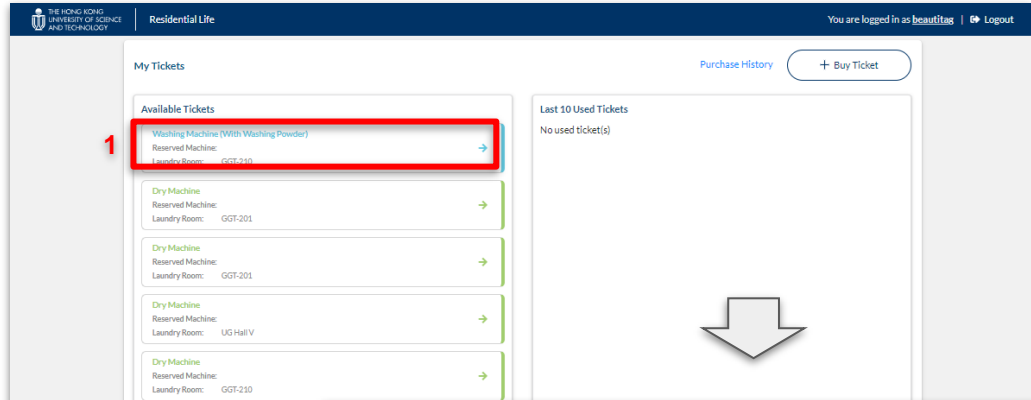 THE HONG KONG
UNIVERSITY OF SCIENCE
AND TECHNOLOGY
Residential Life
You are logged in as beautitag | Logout
My Tickets
Purchase History
+ Buy Ticket
Available Tickets
Last 10 Used Tickets
No used ticket(s)
1
Washing Machine (With Washing Powder)
Reserved Machine:
Laundry Room: GGT-210
Dry Machine
Reserved Machine:
Laundry Room: GGT-201
Dry Machine
Reserved Machine:
Laundry Room: GGT-201
Dry Machine
Reserved Machine:
Laundry Room: UG Hall V
Dry Machine
Reserved Machine:
Laundry Room: GGT-210